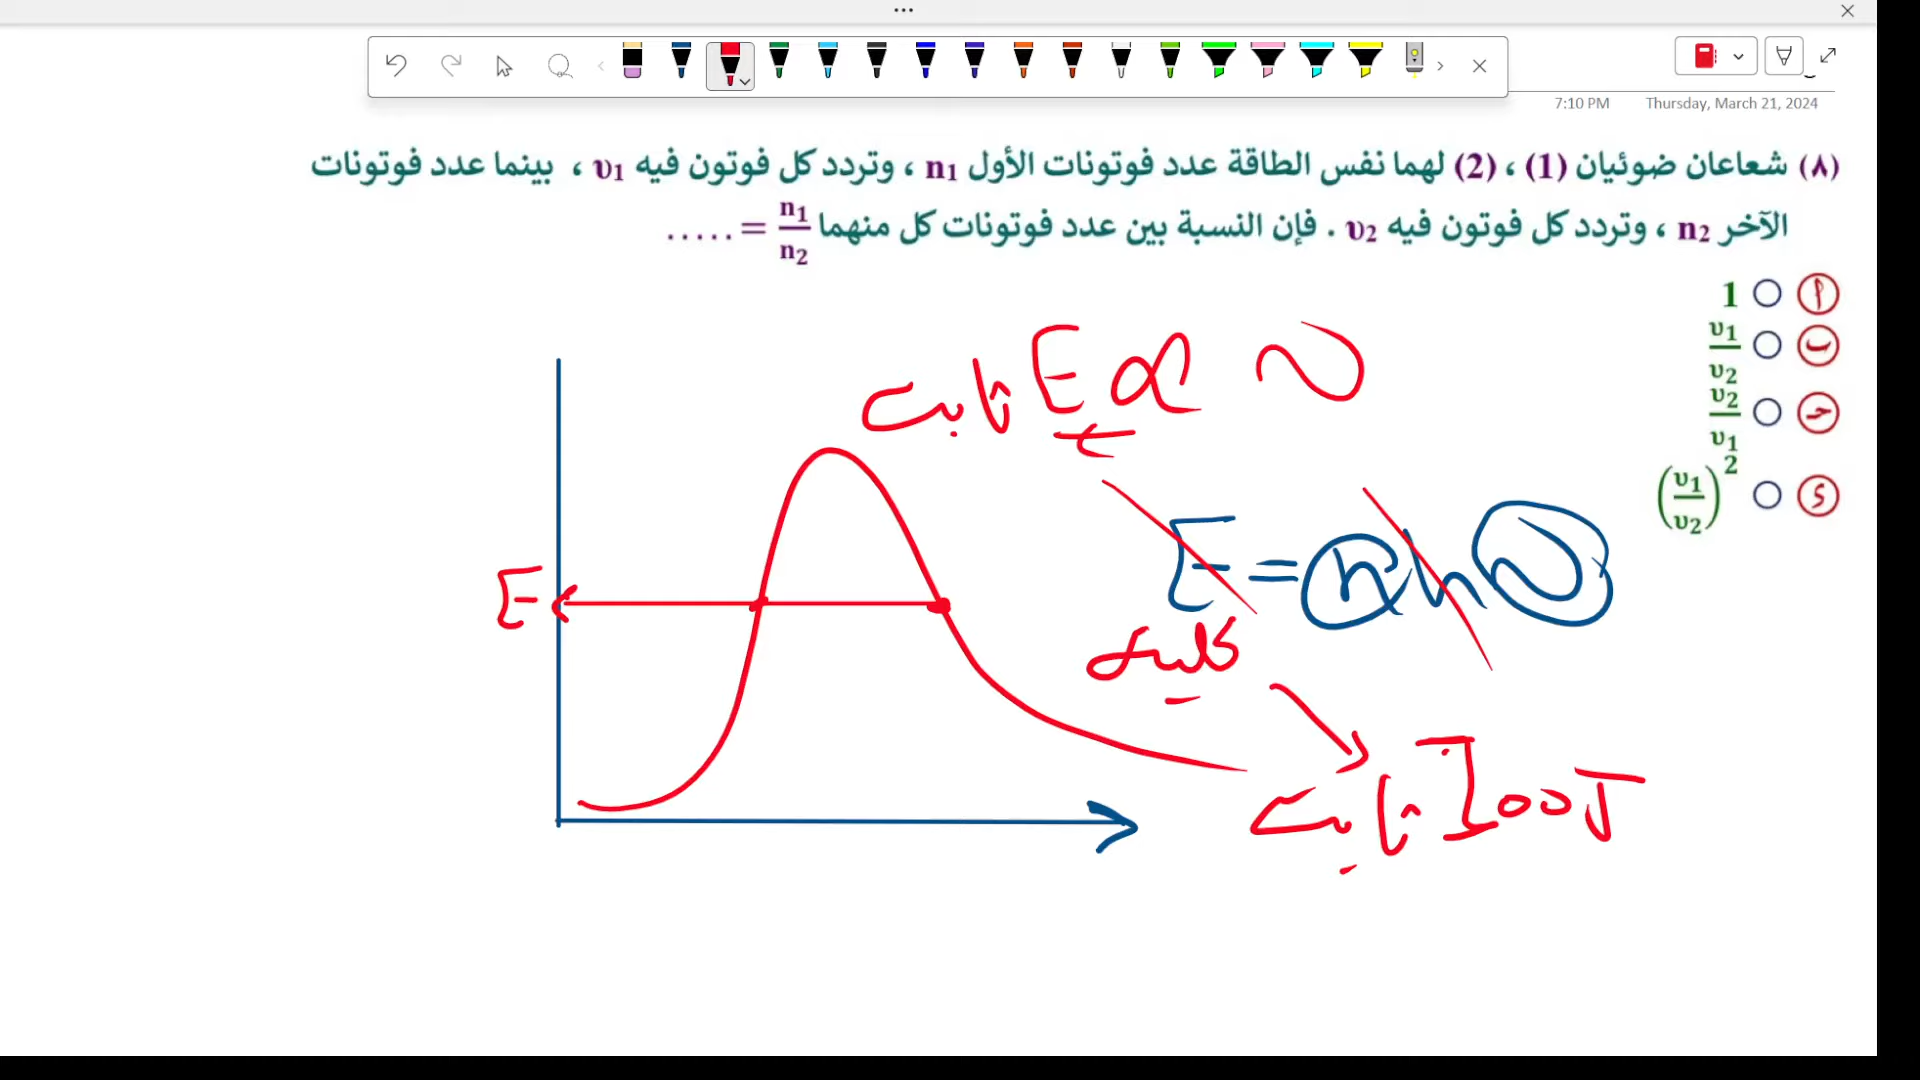 7:10 PM Thursday, March 21, 2024
(٨) شعاعان ضوئيان (1) ، (2) لهما نفس الطاقة عدد فوتونات الأول n1 ، وتردد كل فوتون فيه υ1 ، بينما عدد فوتونات
الآخر n2 ، وتردد كل فوتون فيه υ2 . فإن النسبة بين عدد فوتونات كل منهما n1/n2 = .....
أ 1
ب υ1/υ2
حـ υ2/υ1
د (υ1/υ2)²
ثابت E α υ
E = n h υ
E
كلية
ثابت 100J